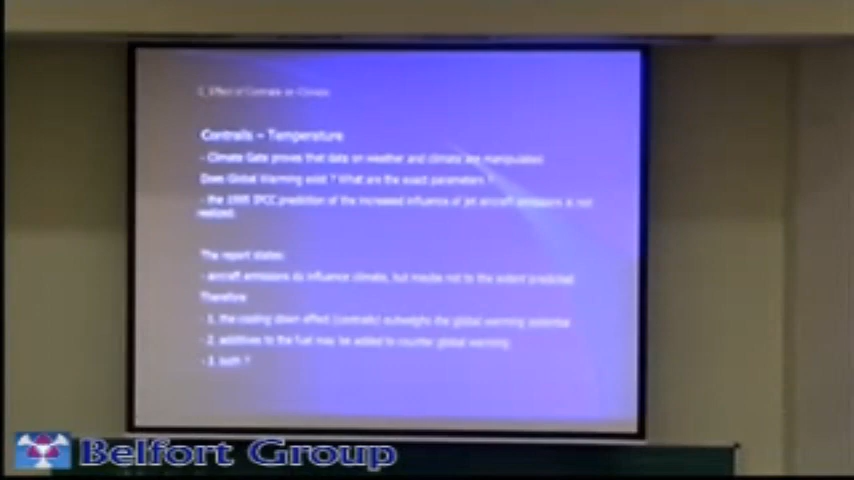 2. Effect of Contrails on Climate
Contrails – Temperature
- Climate Gate proves that data on weather and climate are manipulated
Does Global Warming exist ? What are the exact parameters ?
- the 1995 IPCC prediction of the increased influence of jet aircraft emissions is not
realized.
The report states:
- aircraft emissions do influence climate, but maybe not to the extent predicted
Therefore
- 1. the cooling down effect (contrails) outweighs the global warming potential
- 2. additives to the fuel may be added to counter global warming
- 3. both ?
Belfort Group